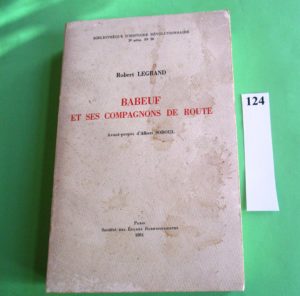 BIBLIOTHÈQUE D'HISTOIRE RÉVOLUTIONNAIRE
Robert LEGRAND
BABEUF
ET SES COMPAGNONS DE ROUTE
Avant-propos d'Albert SOBOUL
PARIS
SOCIÉTÉ DES ÉTUDES ROBESPIERRISTES
1981
124